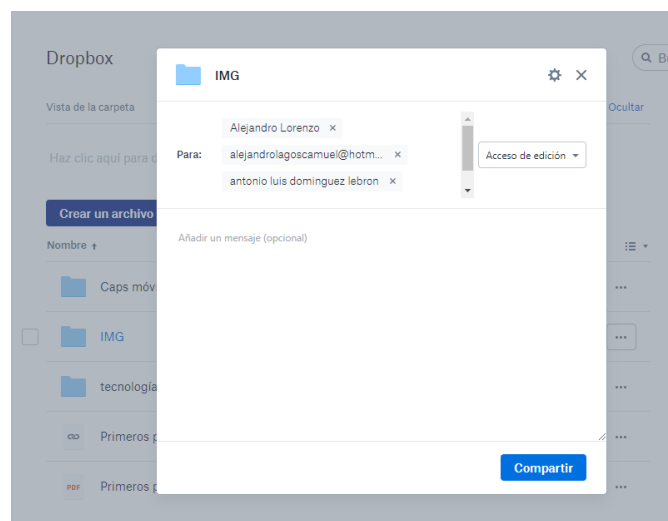 Dropbox
IMG
Vista de la carpeta
Ocultar
Haz clic aquí para
Para:
Alejandro Lorenzo ×
alejandrolagoscamuel@hotm... ×
antonio luis dominguez lebron ×
Acceso de edición
Crear un archivo
Añadir un mensaje (opcional)
Nombre ↑
Caps móv
IMG
tecnología
Primeros p
PDF
Primeros p
Compartir